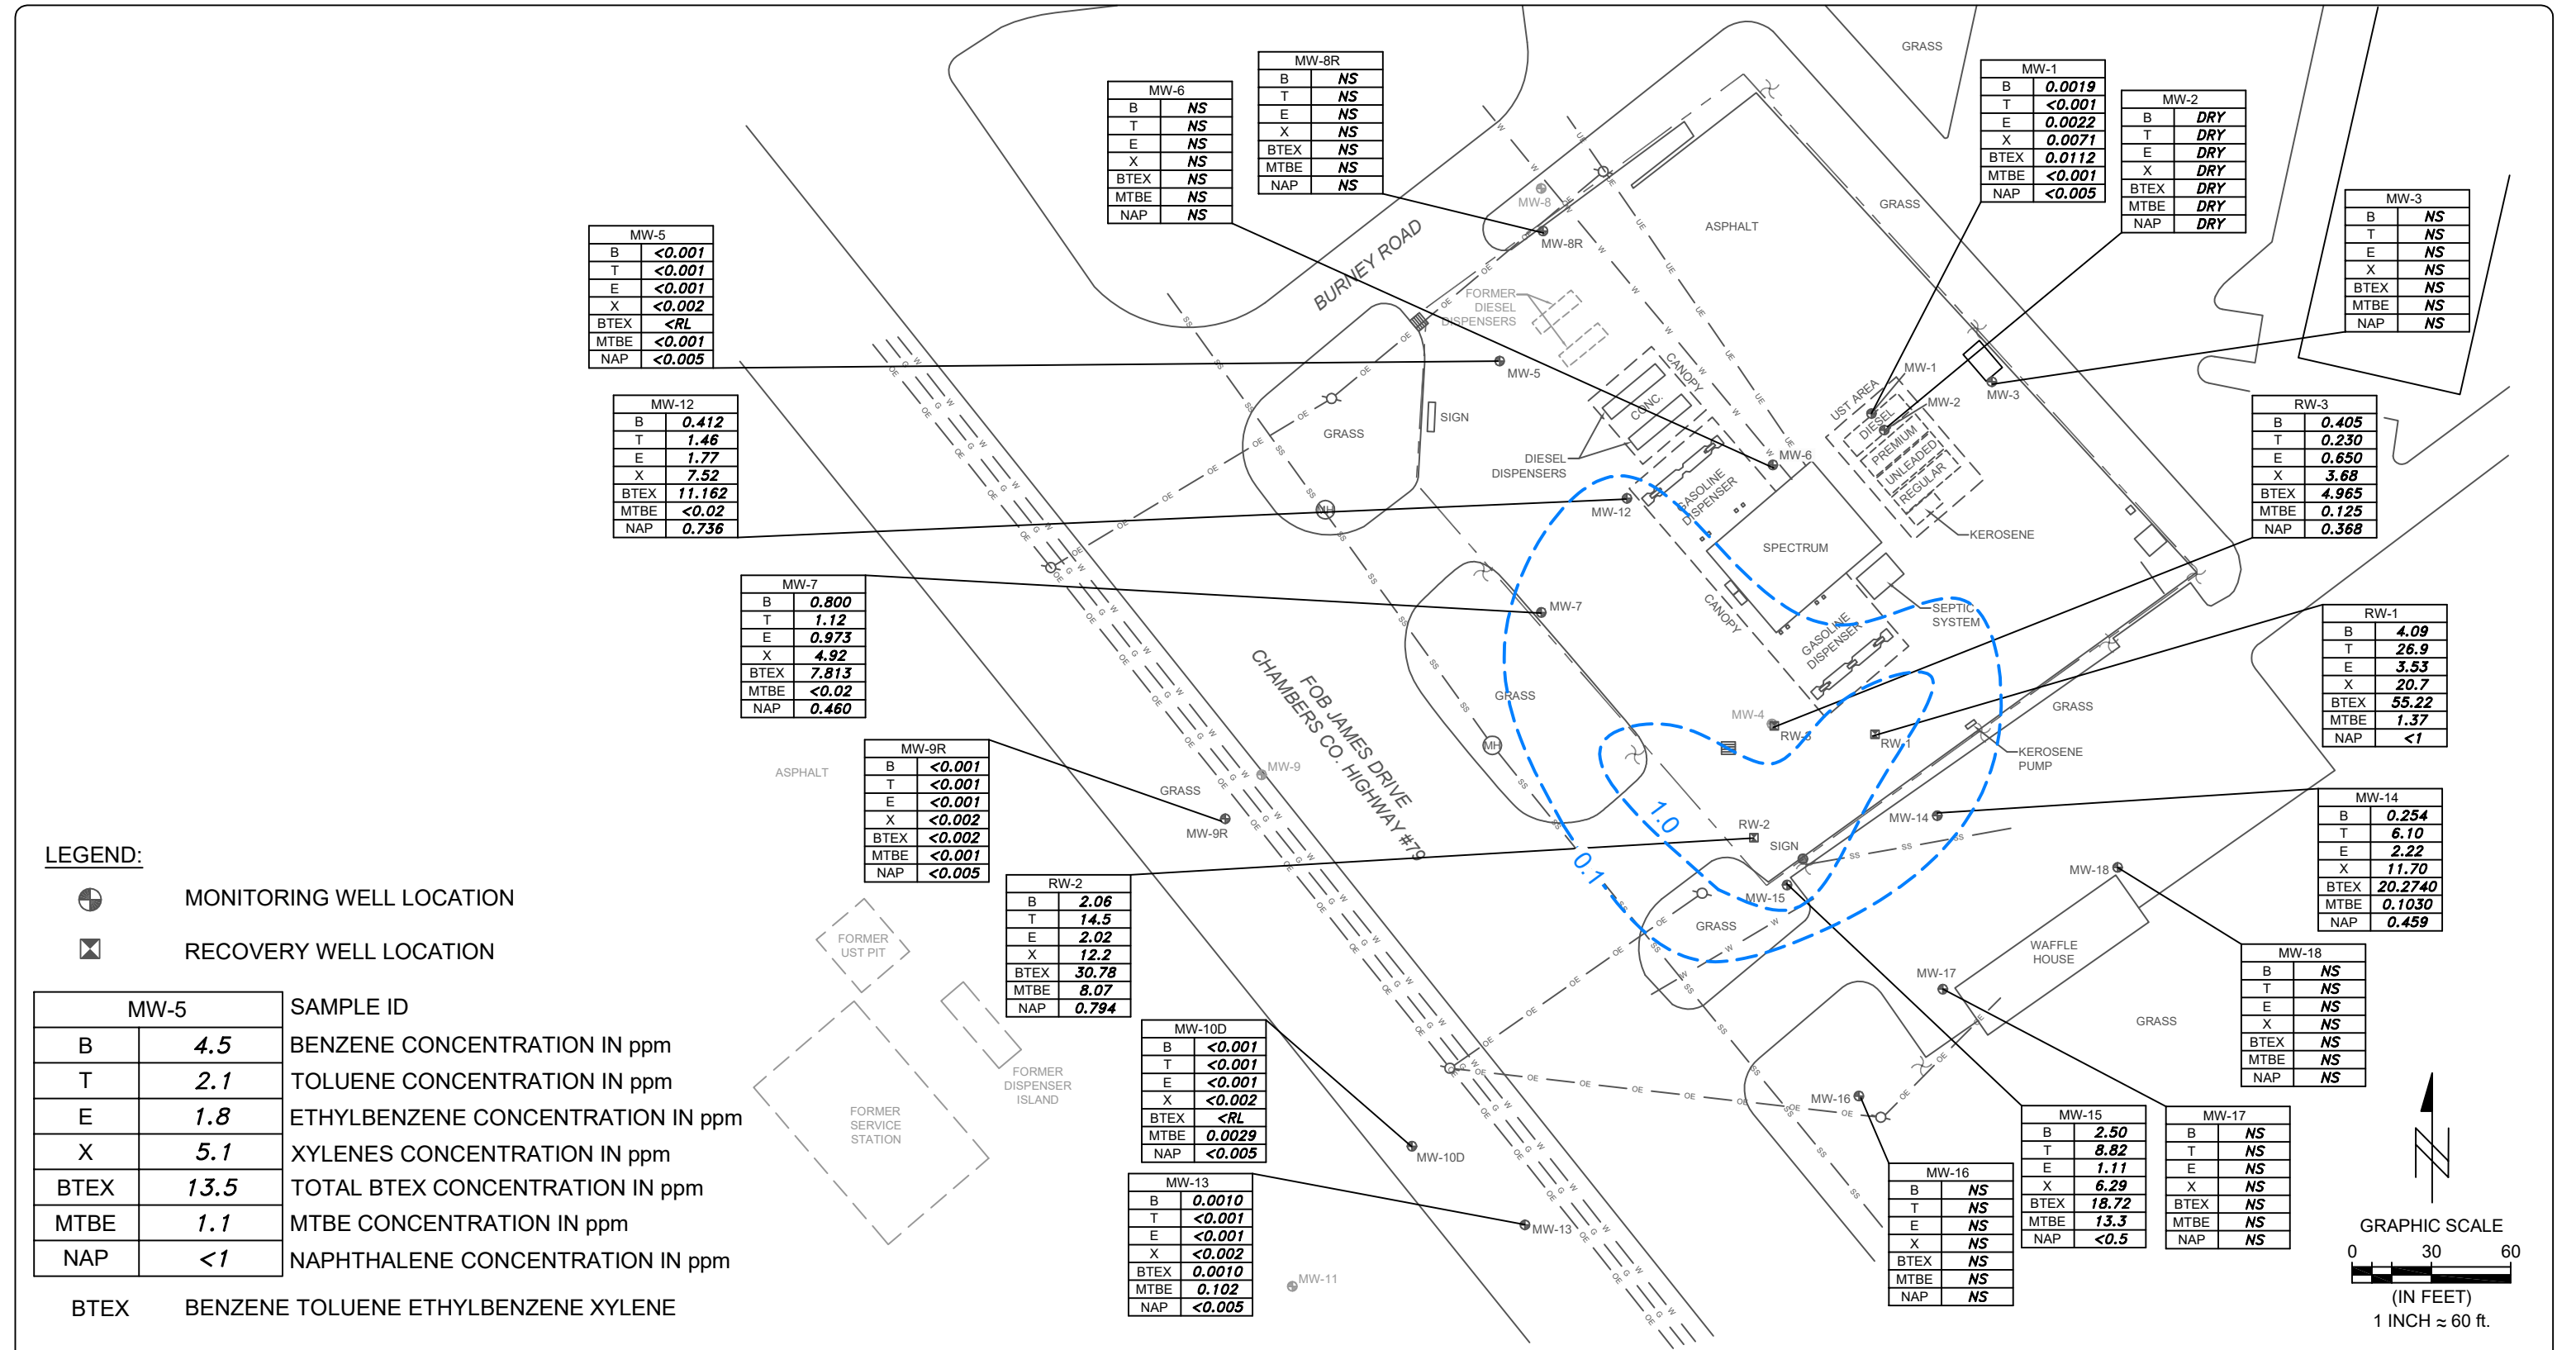 MW-8R
B NS
T NS
E NS
X NS
BTEX NS
MTBE NS
NAP NS
MW-6
B NS
T NS
E NS
X NS
BTEX NS
MTBE NS
NAP NS
MW-1
B 0.0019
T <0.001
E 0.0022
X 0.0071
BTEX 0.0112
MTBE <0.001
NAP <0.005
MW-2
B DRY
T DRY
E DRY
X DRY
BTEX DRY
MTBE DRY
NAP DRY
MW-3
B NS
T NS
E NS
X NS
BTEX NS
MTBE NS
NAP NS
MW-5
B <0.001
T <0.001
E <0.001
X <0.002
BTEX <RL
MTBE <0.001
NAP <0.005
MW-12
B 0.412
T 1.46
E 1.77
X 7.52
BTEX 11.162
MTBE <0.02
NAP 0.736
RW-3
B 0.405
T 0.230
E 0.650
X 3.68
BTEX 4.965
MTBE 0.125
NAP 0.368
MW-7
B 0.800
T 1.12
E 0.973
X 4.92
BTEX 7.813
MTBE <0.02
NAP 0.460
RW-1
B 4.09
T 26.9
E 3.53
X 20.7
BTEX 55.22
MTBE 1.37
NAP <1
MW-9R
B <0.001
T <0.001
E <0.001
X <0.002
BTEX <0.002
MTBE <0.001
NAP <0.005
MW-14
B 0.254
T 6.10
E 2.22
X 11.70
BTEX 20.2740
MTBE 0.1030
NAP 0.459
RW-2
B 2.06
T 14.5
E 2.02
X 12.2
BTEX 30.78
MTBE 8.07
NAP 0.794
MW-18
B NS
T NS
E NS
X NS
BTEX NS
MTBE NS
NAP NS
MW-10D
B <0.001
T <0.001
E <0.001
X <0.002
BTEX <RL
MTBE 0.0029
NAP <0.005
MW-15
B 2.50
T 8.82
E 1.11
X 6.29
BTEX 18.72
MTBE 13.3
NAP <0.5
MW-17
B NS
T NS
E NS
X NS
BTEX NS
MTBE NS
NAP NS
MW-16
B NS
T NS
E NS
X NS
BTEX NS
MTBE NS
NAP NS
MW-13
B 0.0010
T <0.001
E <0.001
X <0.002
BTEX 0.0010
MTBE 0.102
NAP <0.005
GRASS
GRASS
ASPHALT
MW-8
MW-8R
BURNEY ROAD
FORMER
DIESEL
DISPENSERS
MW-5
CANOPY
CONC.
SIGN
GRASS
DIESEL
DISPENSERS
MW-12
GASOLINE
DISPENSER
MW-6
UST AREA
MW-1
MW-2
MW-3
DIESEL
PREMIUM
UNLEADED
REGULAR
KEROSENE
SPECTRUM
MH
MW-7
CANOPY
SEPTIC
SYSTEM
GASOLINE
DISPENSER
GRASS
GRASS
MW-4
RW-3
RW-1
KEROSENE
PUMP
MH
FOB JAMES DRIVE
CHAMBERS CO. HIGHWAY #79
ASPHALT
MW-9
GRASS
MW-9R
1.0
0.1
RW-2
SIGN
MW-14
MW-15
GRASS
MW-18
WAFFLE
HOUSE
MW-17
GRASS
MW-16
FORMER
UST PIT
FORMER
DISPENSER
ISLAND
FORMER
SERVICE
STATION
MW-10D
MW-13
MW-11
LEGEND:
MONITORING WELL LOCATION
RECOVERY WELL LOCATION
MW-5 SAMPLE ID
B 4.5 BENZENE CONCENTRATION IN ppm
T 2.1 TOLUENE CONCENTRATION IN ppm
E 1.8 ETHYLBENZENE CONCENTRATION IN ppm
X 5.1 XYLENES CONCENTRATION IN ppm
BTEX 13.5 TOTAL BTEX CONCENTRATION IN ppm
MTBE 1.1 MTBE CONCENTRATION IN ppm
NAP <1 NAPHTHALENE CONCENTRATION IN ppm
BTEX BENZENE TOLUENE ETHYLBENZENE XYLENE
GRAPHIC SCALE
0 30 60
(IN FEET)
1 INCH ≈ 60 ft.